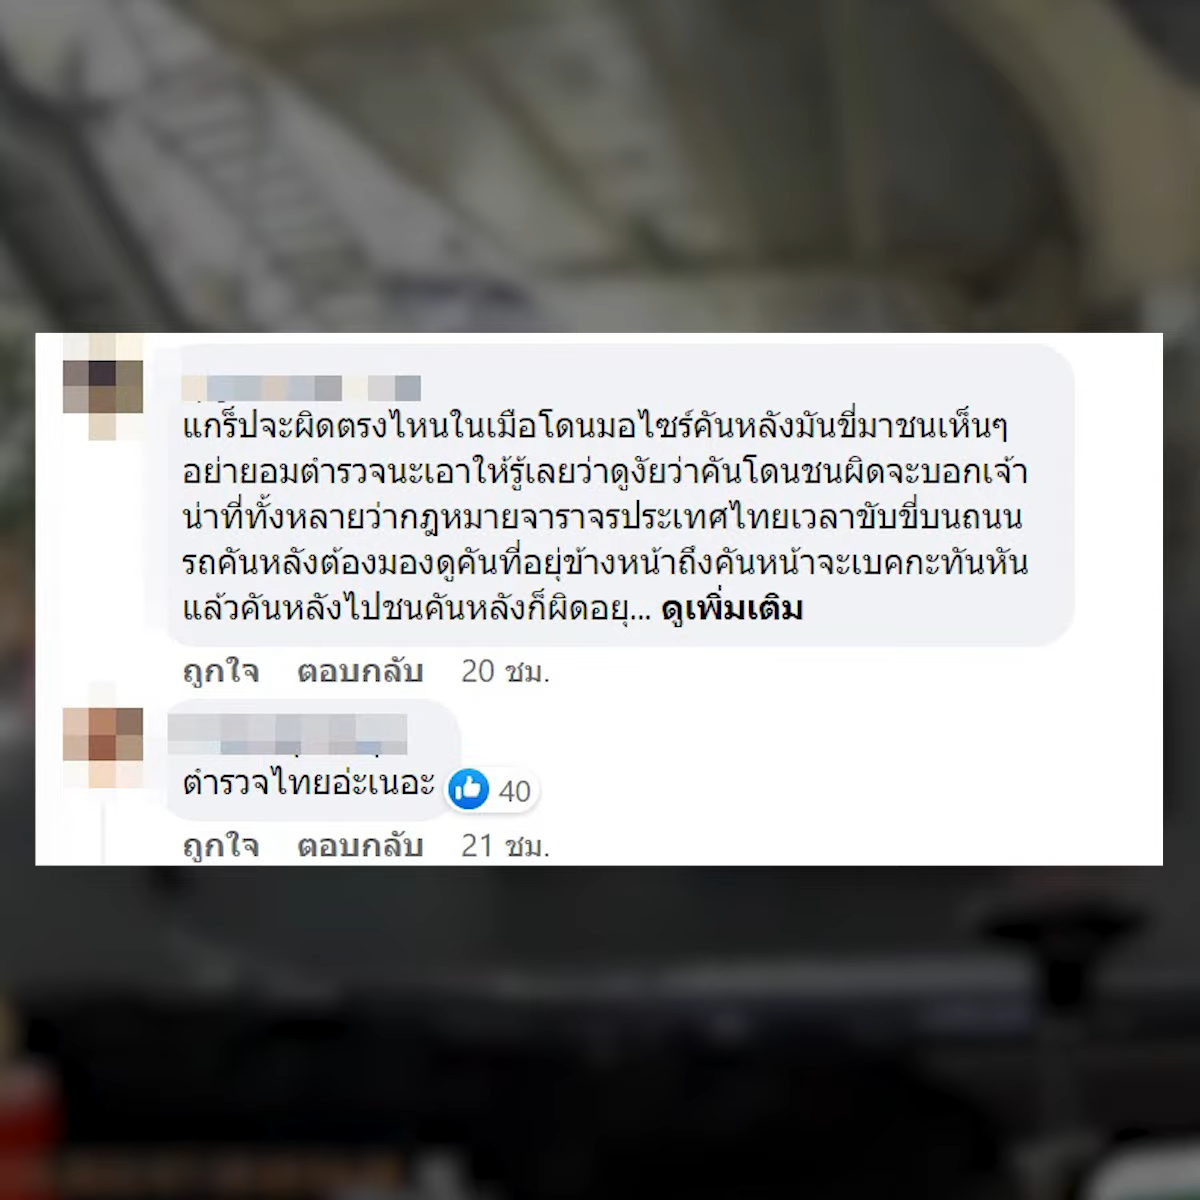 แกร็ปจะผิดตรงไหนในเมือโดนมอไซร์คันหลังมันขี่มาชนเห็นๆ
อย่ายอมตำรวจนะเอาให้รู้เลยว่าดูงัยว่าคันโดนชนผิดจะบอกเจ้า
น่าที่ทั้งหลายว่ากฎหมายจาราจรประเทศไทยเวลาขับขี่บนถนน
รถคันหลังต้องมองดูคันที่อยุ่ข้างหน้าถึงคันหน้าจะเบคกะทันหัน
แล้วคันหลังไปชนคันหลังก็ผิดอยุ... ดูเพิ่มเติม
ถูกใจ ตอบกลับ 20 ชม.
ตำรวจไทยอ่ะเนอะ 40
ถูกใจ ตอบกลับ 21 ชม.